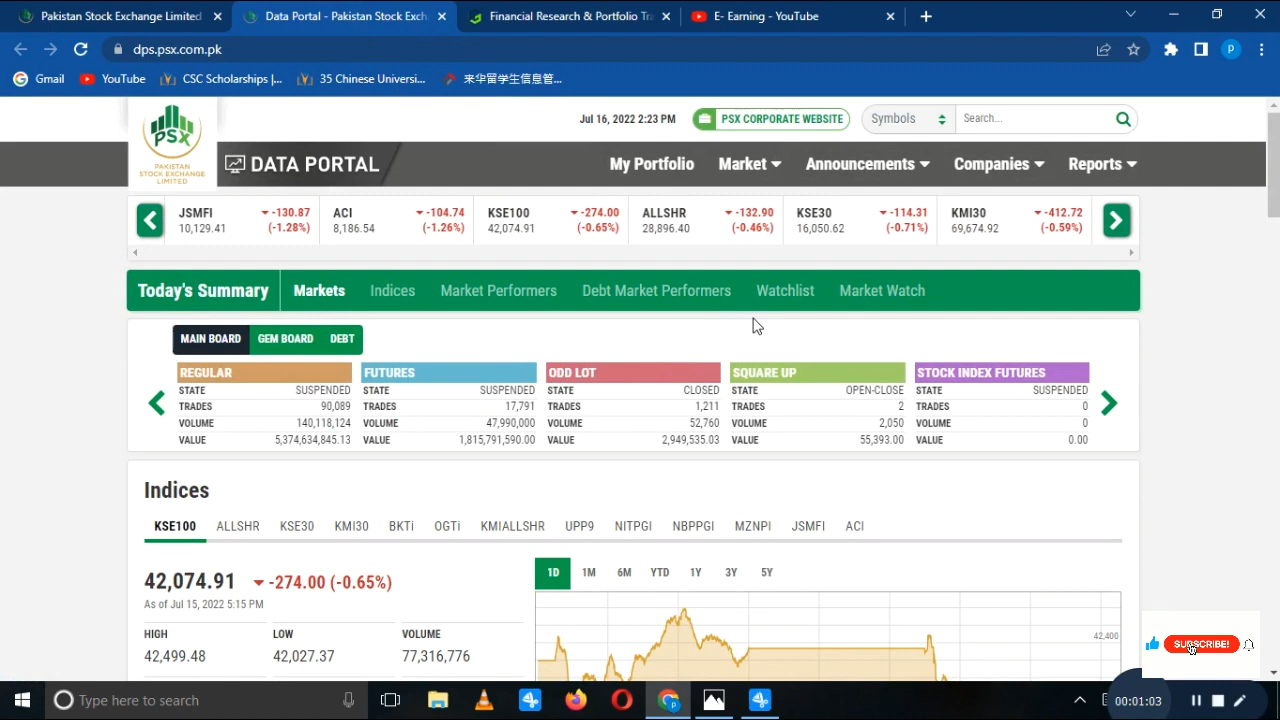 Pakistan Stock Exchange Limited
Data Portal - Pakistan Stock Exch
Financial Research & Portfolio Tra
E- Earning - YouTube
dps.psx.com.pk
P
Gmail
YouTube
CSC Scholarships |...
35 Chinese Universi...
来华留学生信息管...
PSX
PAKISTAN
STOCK EXCHANGE
LIMITED
Jul 16, 2022 2:23 PM
PSX CORPORATE WEBSITE
Symbols
Search...
DATA PORTAL
My Portfolio Market Announcements Companies Reports
JSMFI -130.87 ACI -104.74 KSE100 -274.00 ALLSHR -132.90 KSE30 -114.31 KMI30 -412.72
10,129.41 (-1.28%) 8,186.54 (-1.26%) 42,074.91 (-0.65%) 28,896.40 (-0.46%) 16,050.62 (-0.71%) 69,674.92 (-0.59%)
Today's Summary Markets Indices Market Performers Debt Market Performers Watchlist Market Watch
MAIN BOARD GEM BOARD DEBT
REGULAR FUTURES ODD LOT SQUARE UP STOCK INDEX FUTURES
STATE SUSPENDED STATE SUSPENDED STATE CLOSED STATE OPEN-CLOSE STATE SUSPENDED
TRADES 90,089 TRADES 17,791 TRADES 1,211 TRADES 2 TRADES 0
VOLUME 140,118,124 VOLUME 47,990,000 VOLUME 52,760 VOLUME 2,050 VOLUME 0
VALUE 5,374,634,845.13 VALUE 1,815,791,590.00 VALUE 2,949,535.03 VALUE 55,393.00 VALUE 0.00
Indices
KSE100 ALLSHR KSE30 KMI30 BKTi OGTi KMIALLSHR UPP9 NITPGI NBPPGI MZNPI JSMFI ACI
42,074.91 -274.00 (-0.65%)
As of Jul 15, 2022 5:15 PM
1D 1M 6M YTD 1Y 3Y 5Y
HIGH LOW VOLUME
42,499.48 42,027.37 77,316,776
42,400
SUBSCRIBE!
Type here to search
00:01:03